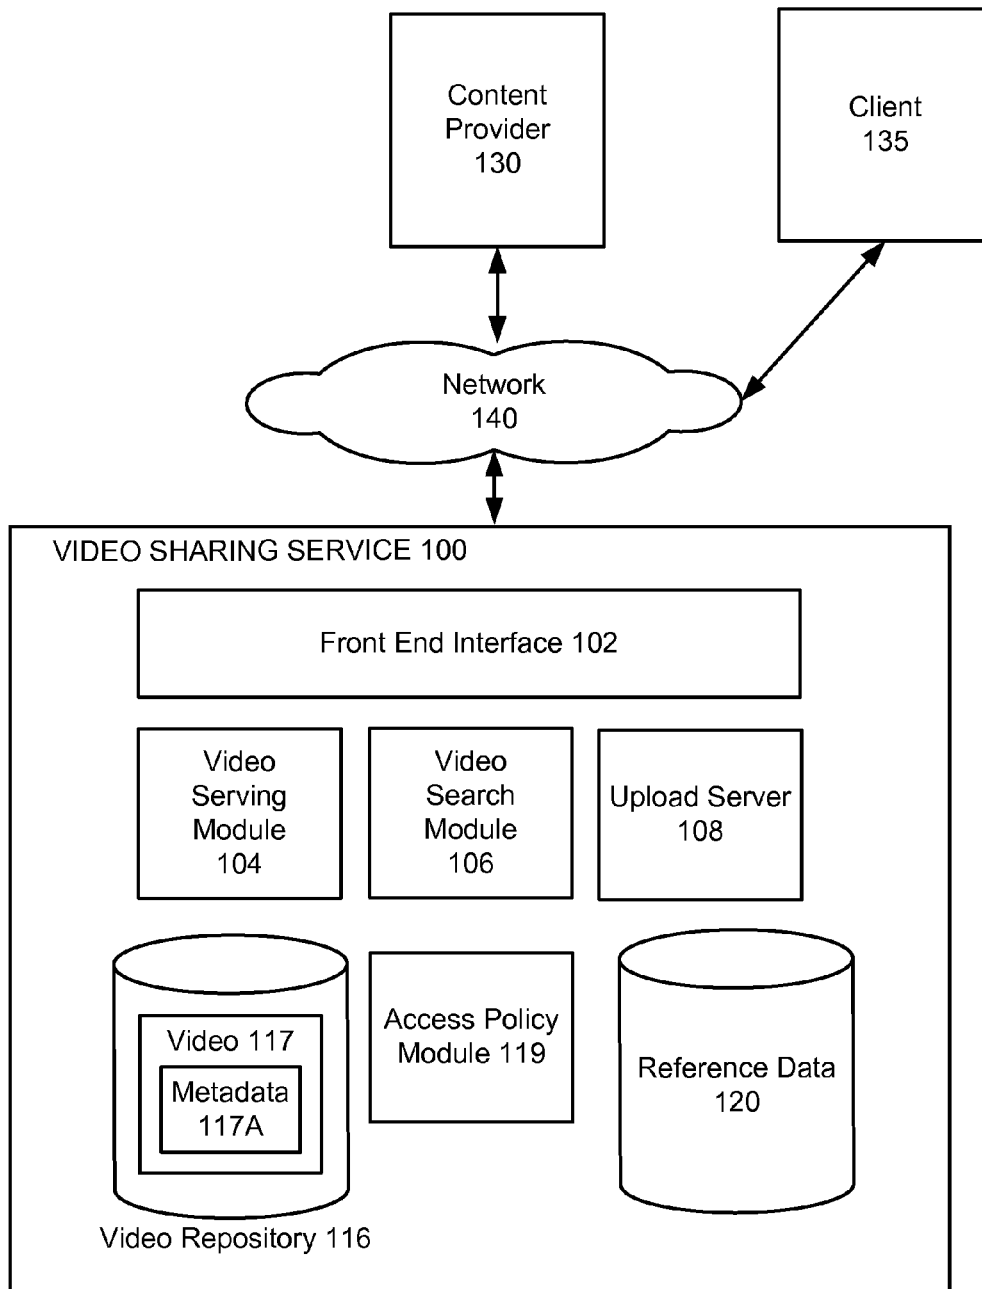 Content
Provider
130
Client
135
Network
140
VIDEO SHARING SERVICE 100
Front End Interface 102
Video
Serving
Module
104
Video
Search
Module
106
Upload Server
108
Video 117
Metadata
117A
Access Policy
Module 119
Reference Data
120
Video Repository 116